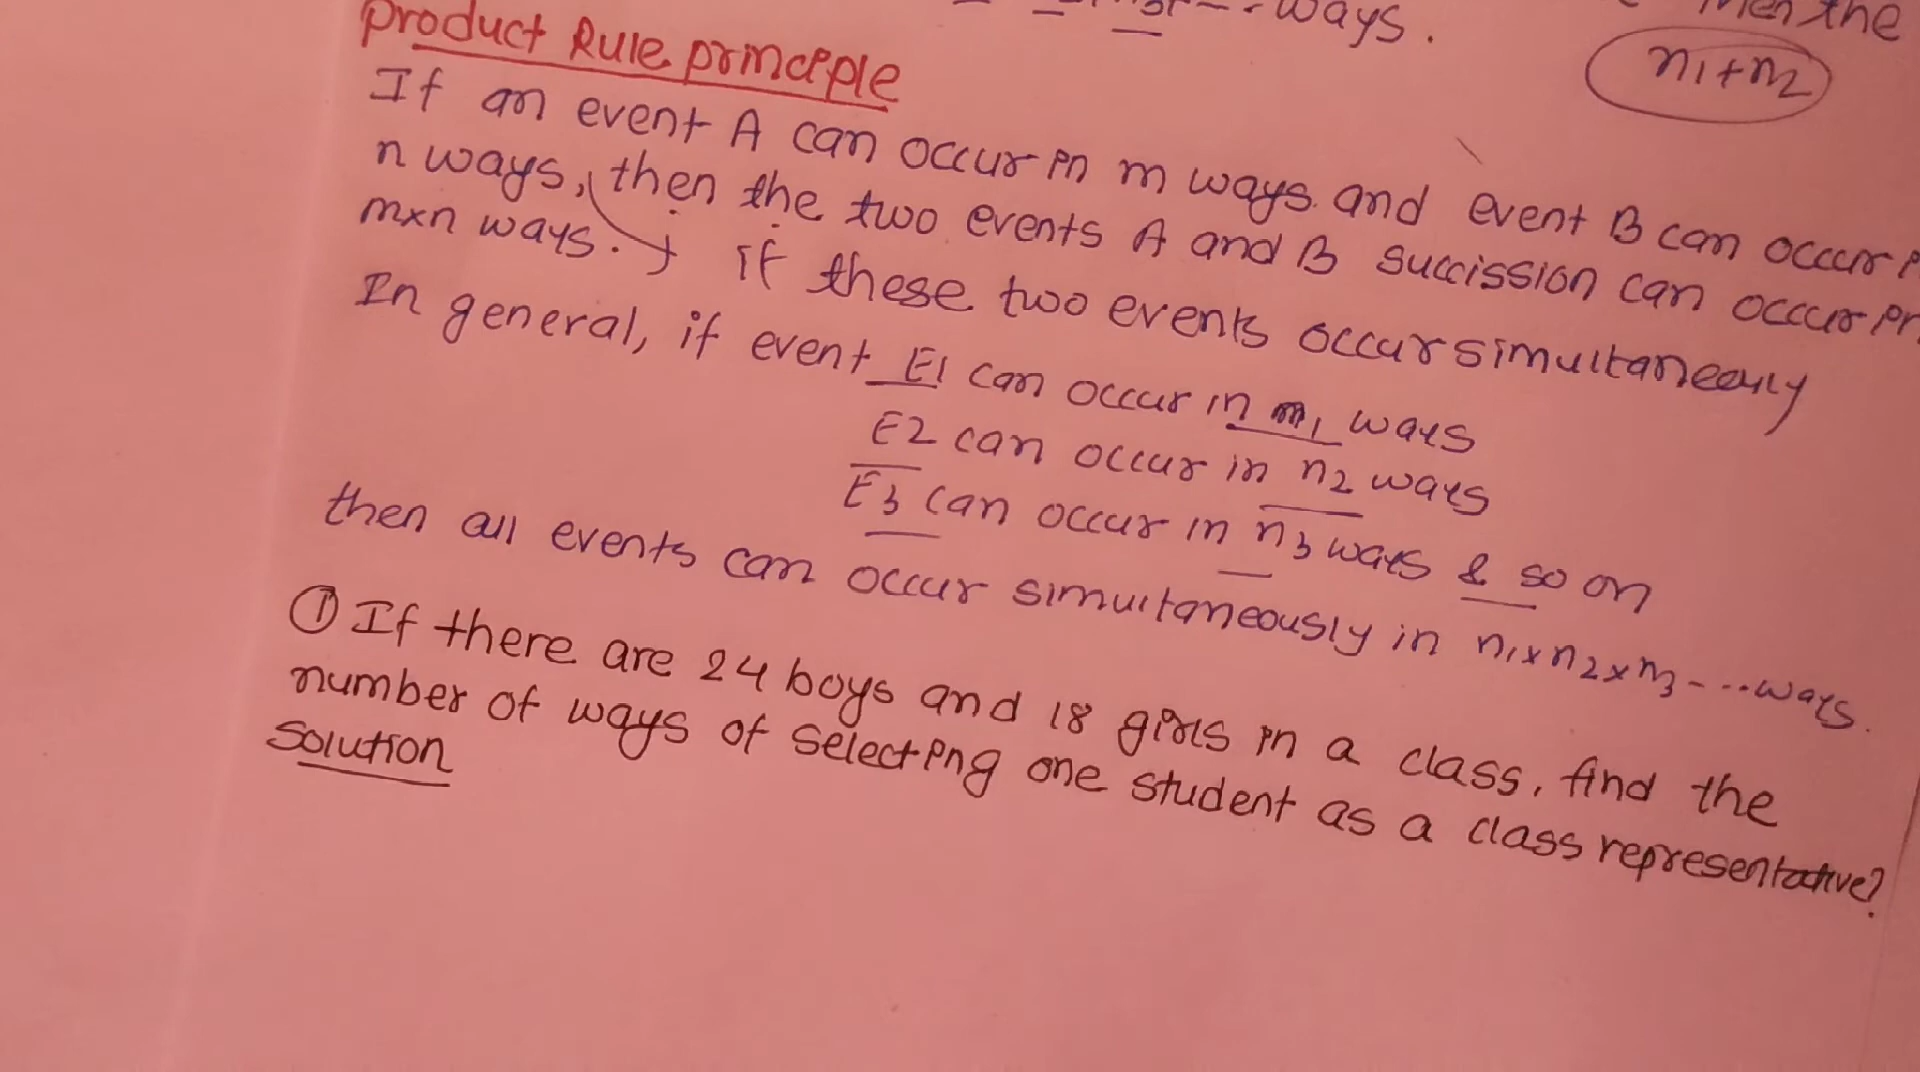 ways.
then the
n1+n2
product Rule principle
If an event A can occur in m ways and event B can occur
n ways, then the two events A and B succission can occur in
mxn ways. if these two events occur simultaneouly
In general, if event E1 can occur in n1 ways
E2 can occur in n2 ways
E3 can occur in n3 ways & so on
then all events can occur simultaneously in n1xn2xn3--..ways.
① If there are 24 boys and 18 girls in a class, find the
number of ways of selecting one student as a class representative?
Solution